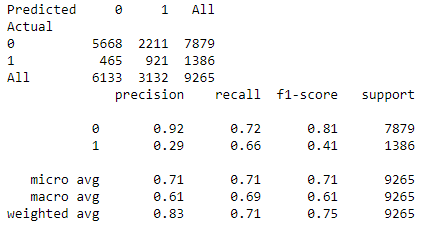 Predicted 0 1 All
Actual
0 5668 2211 7879
1 465 921 1386
All 6133 3132 9265
precision recall f1-score support
0 0.92 0.72 0.81 7879
1 0.29 0.66 0.41 1386
micro avg 0.71 0.71 0.71 9265
macro avg 0.61 0.69 0.61 9265
weighted avg 0.83 0.71 0.75 9265